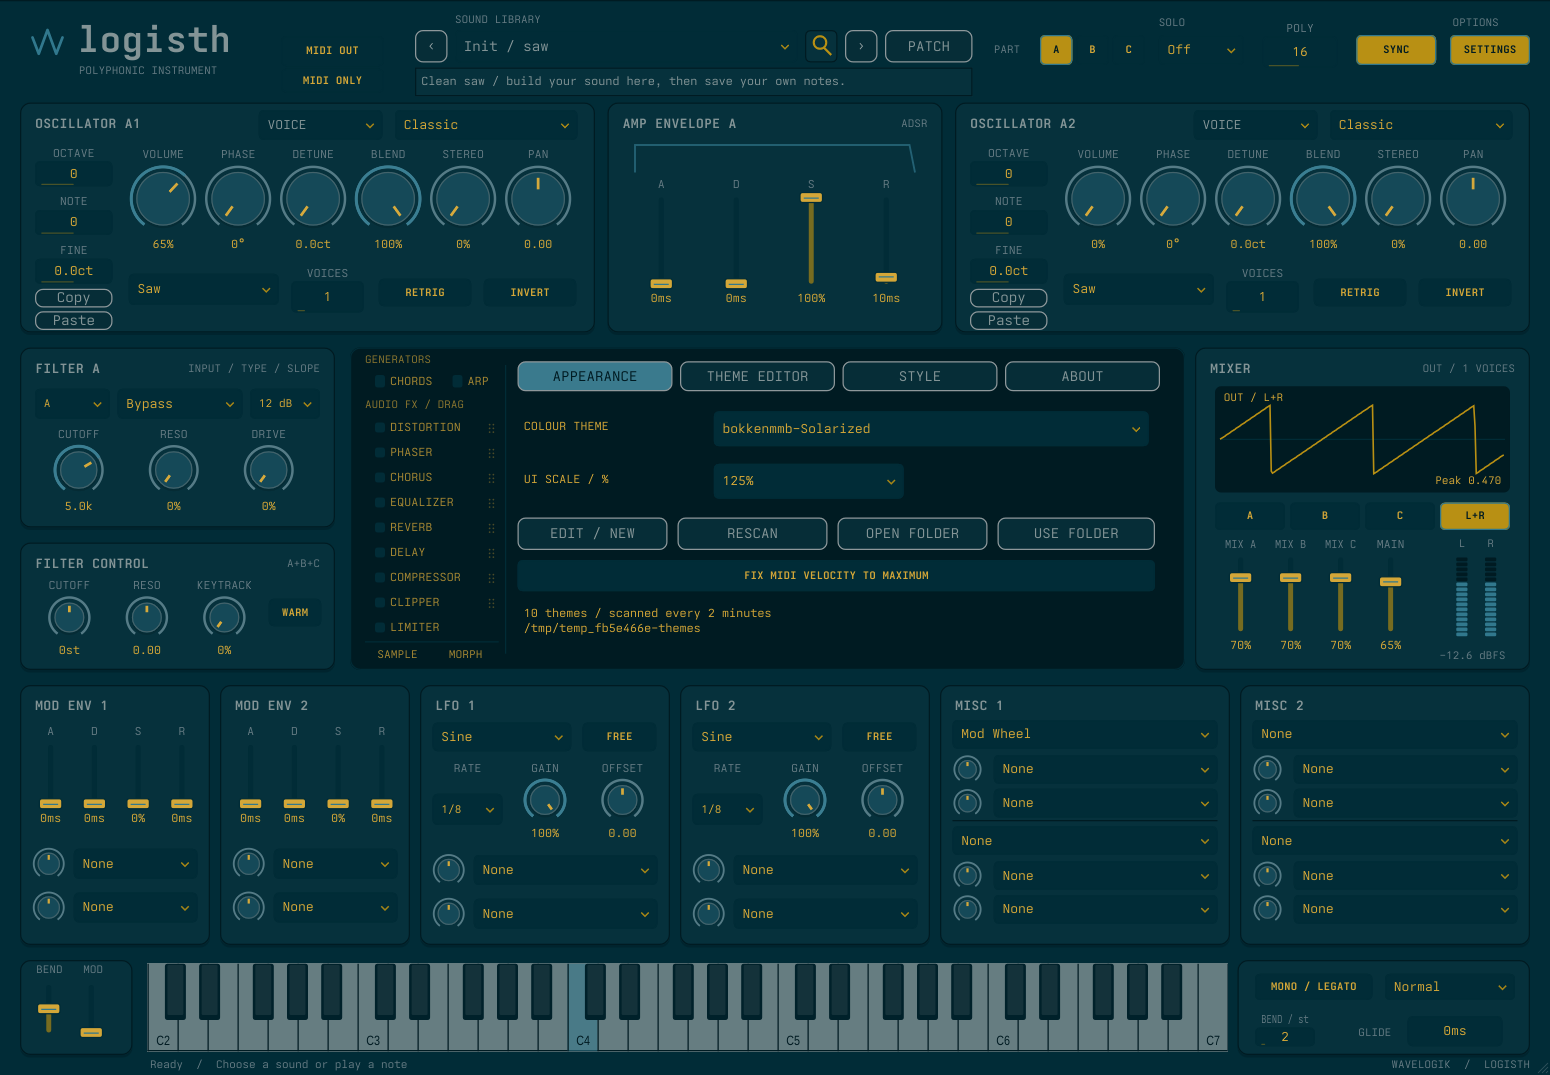 logisth
POLYPHONIC INSTRUMENT
MIDI OUT
MIDI ONLY
SOUND LIBRARY
‹ Init / saw › PATCH
Clean saw / build your sound here, then save your own notes.
PART A B C
SOLO
Off
POLY
16
OPTIONS
SYNC SETTINGS
OSCILLATOR A1 VOICE Classic
OCTAVE VOLUME PHASE DETUNE BLEND STEREO PAN
0
NOTE
0
FINE 65% 0° 0.0ct 100% 0% 0.00
0.0ct
Saw VOICES 1 RETRIG INVERT
Copy
Paste
AMP ENVELOPE A ADSR
A D S R
0ms 0ms 100% 10ms
OSCILLATOR A2 VOICE Classic
OCTAVE VOLUME PHASE DETUNE BLEND STEREO PAN
0
NOTE
0
FINE 0% 0° 0.0ct 100% 0% 0.00
0.0ct
Saw VOICES 1 RETRIG INVERT
Copy
Paste
FILTER A INPUT / TYPE / SLOPE
A Bypass 12 dB
CUTOFF RESO DRIVE
5.0k 0% 0%
FILTER CONTROL A+B+C
CUTOFF RESO KEYTRACK
WARM
0st 0.00 0%
GENERATORS
CHORDS ARP
AUDIO FX / DRAG
DISTORTION
PHASER
CHORUS
EQUALIZER
REVERB
DELAY
COMPRESSOR
CLIPPER
LIMITER
SAMPLE MORPH
APPEARANCE THEME EDITOR STYLE ABOUT
COLOUR THEME bokkenmmb-Solarized
UI SCALE / % 125%
EDIT / NEW RESCAN OPEN FOLDER USE FOLDER
FIX MIDI VELOCITY TO MAXIMUM
10 themes / scanned every 2 minutes
/tmp/temp_fb5e466e-themes
MIXER OUT / 1 VOICES
OUT / L+R
Peak 0.470
A B C L+R
MIX A MIX B MIX C MAIN L R
70% 70% 70% 65%
-12.6 dBFS
MOD ENV 1
A D S R
0ms 0ms 0% 0ms
None
None
MOD ENV 2
A D S R
0ms 0ms 0% 0ms
None
None
LFO 1
Sine FREE
RATE GAIN OFFSET
1/8
100% 0.00
None
None
LFO 2
Sine FREE
RATE GAIN OFFSET
1/8
100% 0.00
None
None
MISC 1
Mod Wheel
None
None
None
None
None
MISC 2
None
None
None
None
None
None
BEND MOD
C2 C3 C4 C5 C6 C7
MONO / LEGATO Normal
BEND / st
2 GLIDE 0ms
Ready / Choose a sound or play a note
WAVELOGIK / LOGISTH